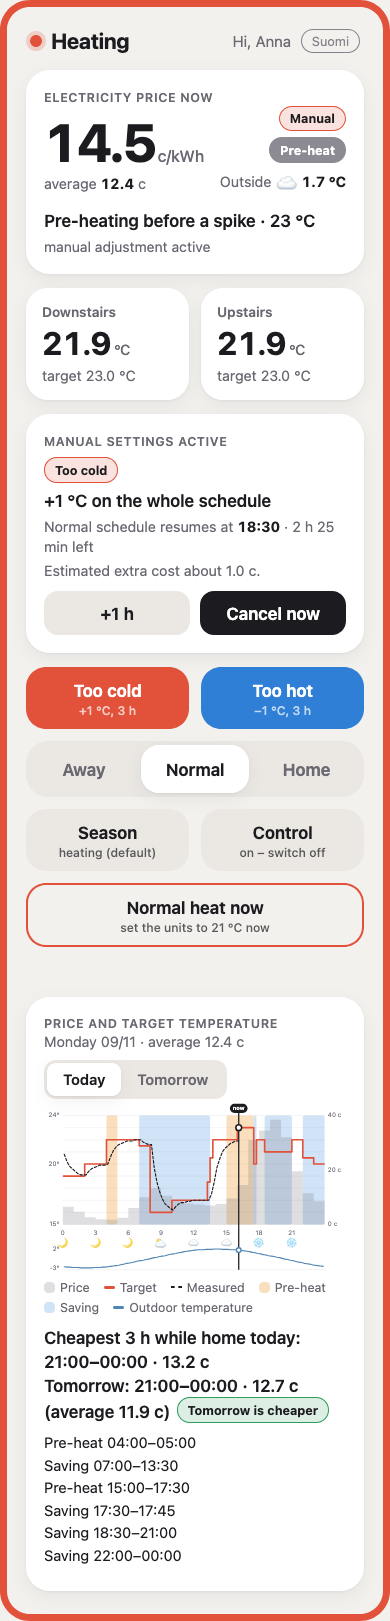 Heating
Hi, Anna
Suomi
ELECTRICITY PRICE NOW
14.5 c/kWh
Manual
Pre-heat
average 12.4 c
Outside ☁️ 1.7 °C
Pre-heating before a spike · 23 °C
manual adjustment active
Downstairs
21.9 °C
target 23.0 °C
Upstairs
21.9 °C
target 23.0 °C
MANUAL SETTINGS ACTIVE
Too cold
+1 °C on the whole schedule
Normal schedule resumes at 18:30 · 2 h 25
min left
Estimated extra cost about 1.0 c.
+1 h
Cancel now
Too cold
+1 °C, 3 h
Too hot
−1 °C, 3 h
Away
Normal
Home
Season
heating (default)
Control
on – switch off
Normal heat now
set the units to 21 °C now
PRICE AND TARGET TEMPERATURE
Monday 09/11 · average 12.4 c
Today
Tomorrow
now
24°
40 c
20°
20 c
15°
0 c
0 3 6 9 12 15 18 21
2°
-3°
Price
Target
Measured
Pre-heat
Saving
Outdoor temperature
Cheapest 3 h while home today:
21:00–00:00 · 13.2 c
Tomorrow: 21:00–00:00 · 12.7 c
(average 11.9 c) Tomorrow is cheaper
Pre-heat 04:00–05:00
Saving 07:00–13:30
Pre-heat 15:00–17:30
Saving 17:30–17:45
Saving 18:30–21:00
Saving 22:00–00:00